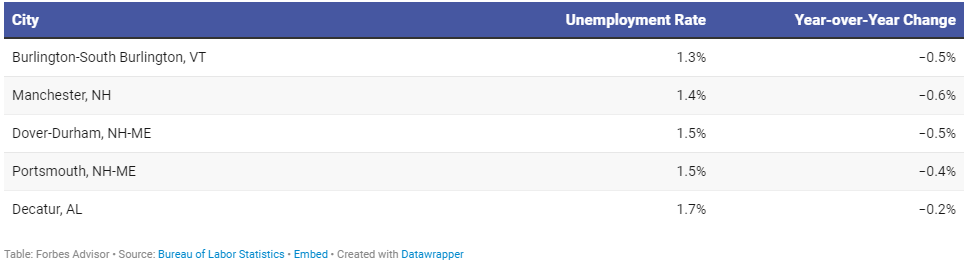 City Unemployment Rate Year-over-Year Change
Burlington-South Burlington, VT 1.3% −0.5%
Manchester, NH 1.4% −0.6%
Dover-Durham, NH-ME 1.5% −0.5%
Portsmouth, NH-ME 1.5% −0.4%
Decatur, AL 1.7% −0.2%
Table: Forbes Advisor • Source: Bureau of Labor Statistics • Embed • Created with Datawrapper